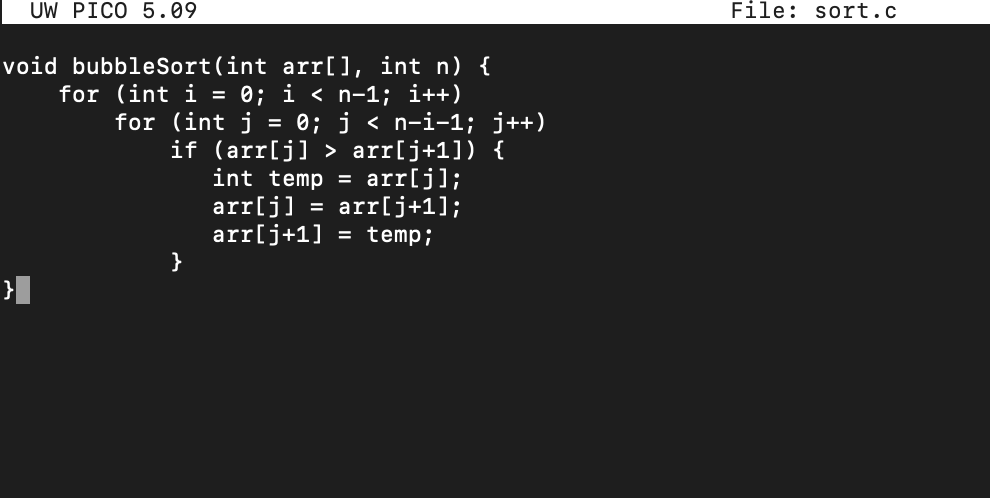 UW PICO 5.09 File: sort.c
void bubbleSort(int arr[], int n) {
    for (int i = 0; i < n-1; i++)
        for (int j = 0; j < n-i-1; j++)
            if (arr[j] > arr[j+1]) {
               int temp = arr[j];
               arr[j] = arr[j+1];
               arr[j+1] = temp;
            }
}